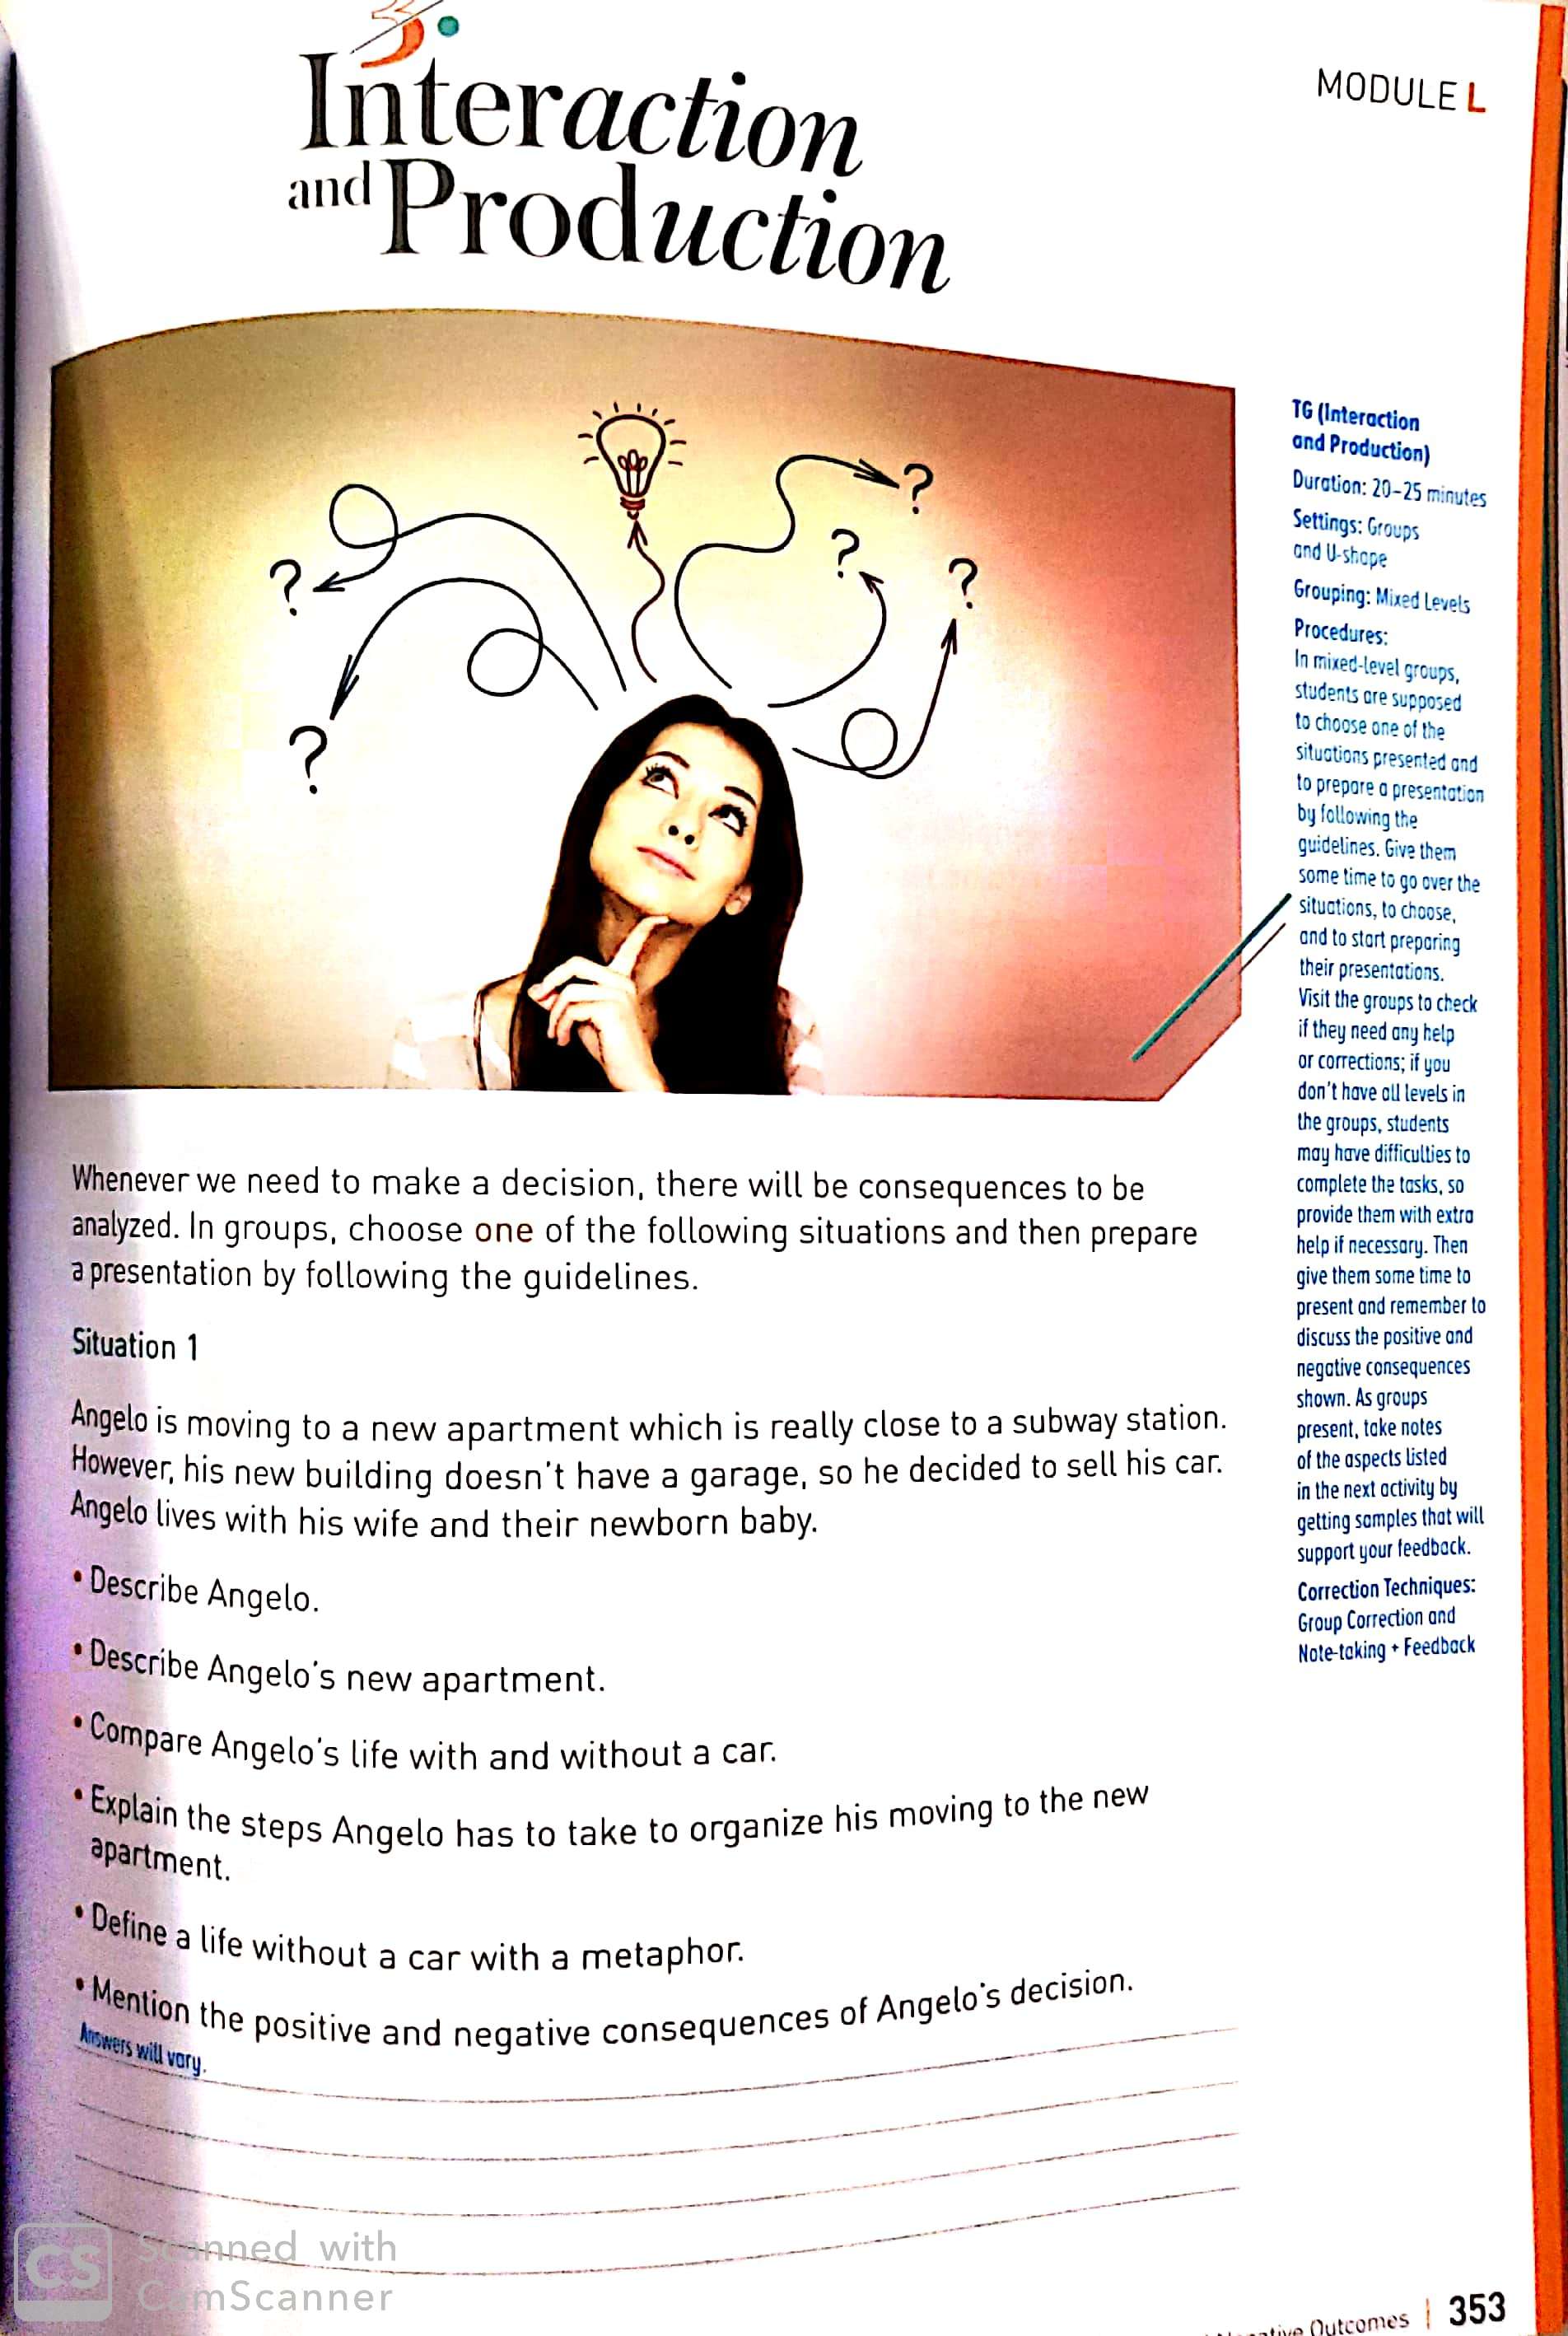 Interaction
and Production
MODULE L
?
?
?
?
?
TG (Interaction
and Production)
Duration: 20–25 minutes
Settings: Groups
and U-shape
Grouping: Mixed Levels
Procedures:
In mixed-level groups,
students are supposed
to choose one of the
situations presented and
to prepare a presentation
by following the
guidelines. Give them
some time to go over the
situations, to choose,
and to start preparing
their presentations.
Visit the groups to check
if they need any help
or corrections; if you
don't have all levels in
the groups, students
may have difficulties to
complete the tasks, so
provide them with extra
help if necessary. Then
give them some time to
present and remember to
discuss the positive and
negative consequences
shown. As groups
present, take notes
of the aspects listed
in the next activity by
getting samples that will
support your feedback.
Correction Techniques:
Group Correction and
Note-taking + Feedback
Whenever we need to make a decision, there will be consequences to be
analyzed. In groups, choose one of the following situations and then prepare
a presentation by following the guidelines.
Situation 1
Angelo is moving to a new apartment which is really close to a subway station.
However, his new building doesn't have a garage, so he decided to sell his car.
Angelo lives with his wife and their newborn baby.
• Describe Angelo.
• Describe Angelo's new apartment.
• Compare Angelo's life with and without a car.
• Explain the steps Angelo has to take to organize his moving to the new
apartment.
• Define a life without a car with a metaphor.
• Mention the positive and negative consequences of Angelo's decision.
Answers will vary.
CS Scanned with
CamScanner
Outcomes | 353